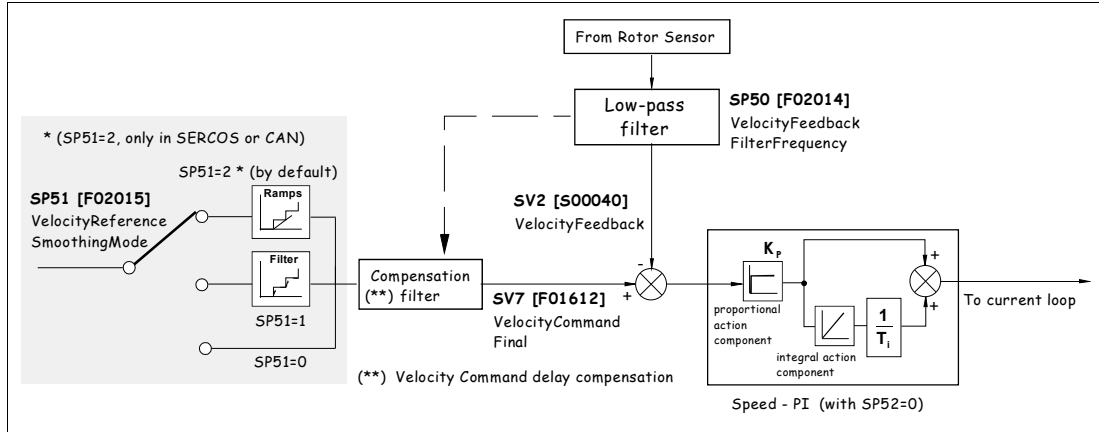 From Rotor Sensor
Low-pass
filter
SP50 [F02014]
VelocityFeedback
FilterFrequency
* (SP51=2, only in SERCOS or CAN)
SP51=2 * (by default)
SP51 [F02015]
VelocityReference
SmoothingMode
Ramps
Filter
SP51=1
SP51=0
SV2 [S00040]
VelocityFeedback
Compensation
(**) filter
-
+
SV7 [F01612]
VelocityCommand
Final
(**) Velocity Command delay compensation
KP
proportional
action
component
integral action
component
1
Ti
+
+
To current loop
Speed - PI (with SP52=0)